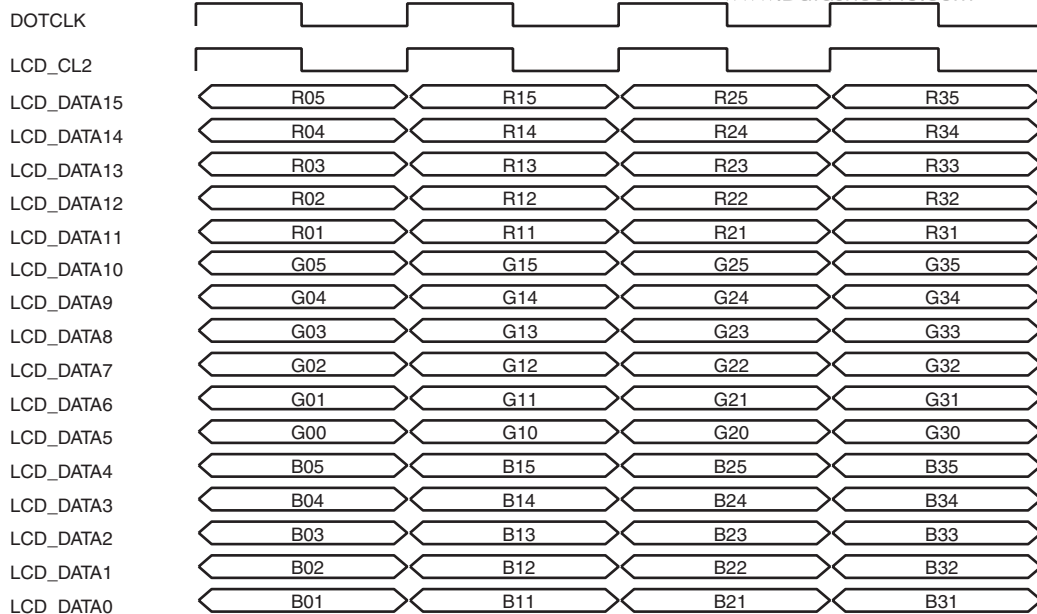 DOTCLK
LCD_CL2
LCD_DATA15 R05 R15 R25 R35
LCD_DATA14 R04 R14 R24 R34
LCD_DATA13 R03 R13 R23 R33
LCD_DATA12 R02 R12 R22 R32
LCD_DATA11 R01 R11 R21 R31
LCD_DATA10 G05 G15 G25 G35
LCD_DATA9 G04 G14 G24 G34
LCD_DATA8 G03 G13 G23 G33
LCD_DATA7 G02 G12 G22 G32
LCD_DATA6 G01 G11 G21 G31
LCD_DATA5 G00 G10 G20 G30
LCD_DATA4 B05 B15 B25 B35
LCD_DATA3 B04 B14 B24 B34
LCD_DATA2 B03 B13 B23 B33
LCD_DATA1 B02 B12 B22 B32
LCD_DATA0 B01 B11 B21 B31